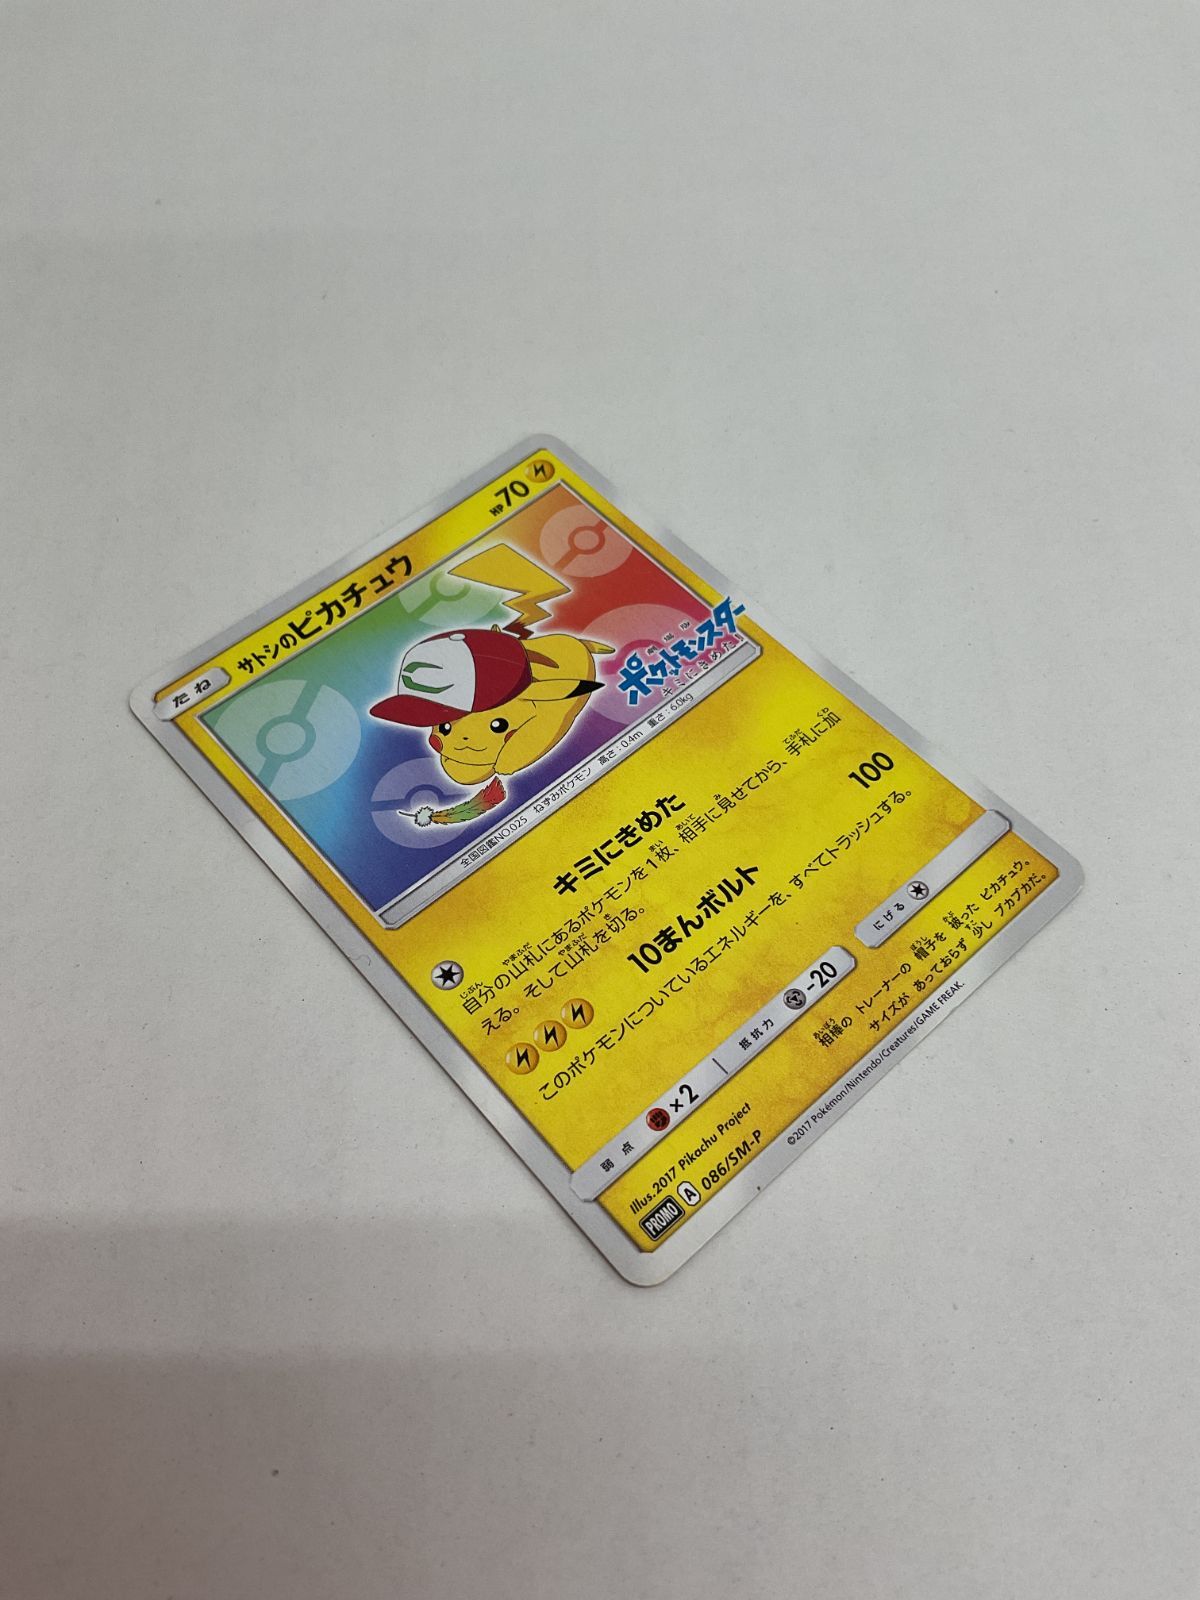 たね
サトシのピカチュウ
HP70
劇場版
ポケットモンスター
キミにきめた!
全国図鑑NO.025 ねずみポケモン 高さ:0.4m 重さ:6.0kg
キミにきめた
自分の山札にあるポケモンを1枚、相手に見せてから、手札に加
える。そして山札を切る。
10まんボルト 100
このポケモンについているエネルギーを、すべてトラッシュする。
弱点 ×2 抵抗力 -20 にげる
Illus.2017 Pikachu Project
PROMO A 086/SM-P
相棒の トレーナーの 帽子を 被った ピカチュウ。
サイズが あっておらず 少し ブカブカだ。
©2017 Pokémon/Nintendo/Creatures/GAME FREAK.